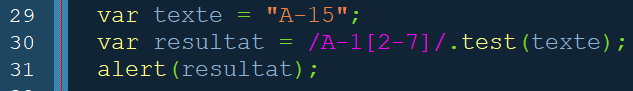 29 var texte = "A-15";
30 var resultat = /A-1[2-7]/.test(texte);
31 alert(resultat);